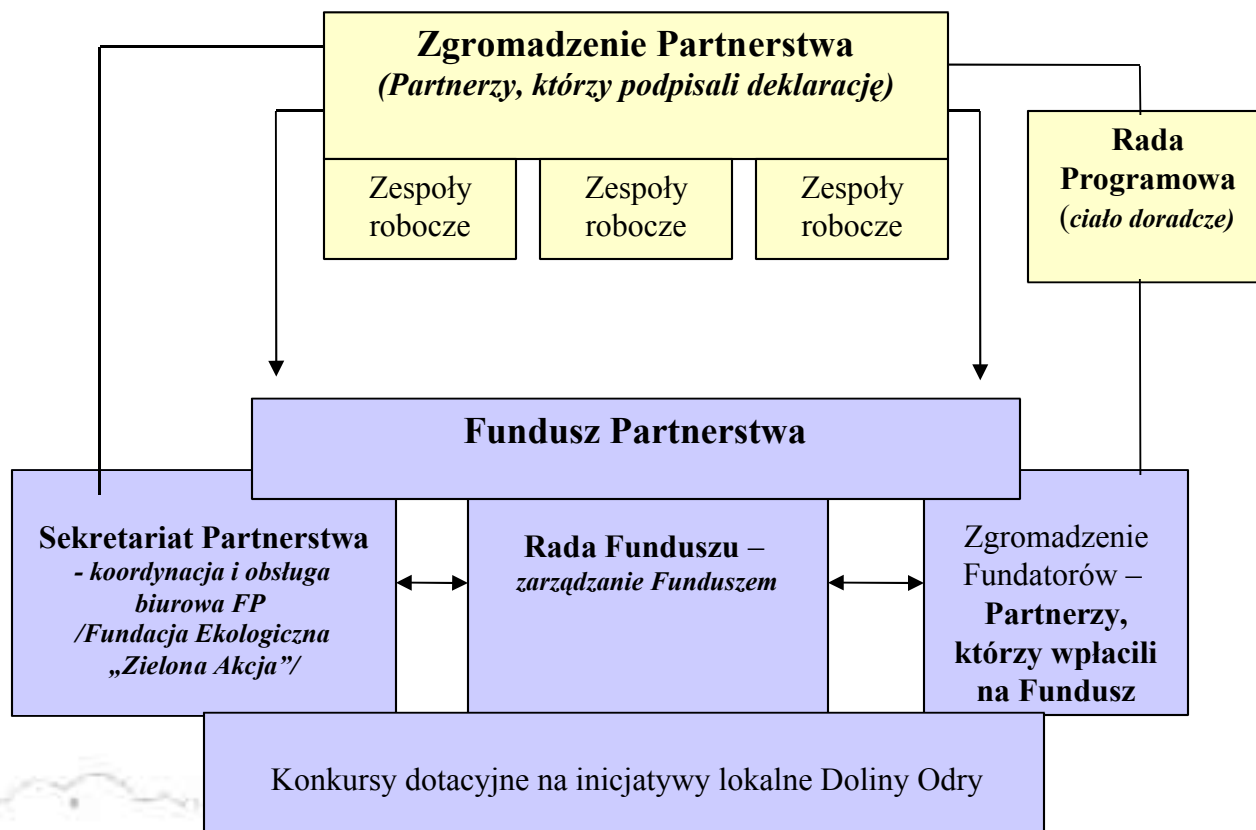 Zgromadzenie Partnerstwa
(Partnerzy, którzy podpisali deklarację)
Zespoły
robocze
Zespoły
robocze
Zespoły
robocze
Rada
Programowa
(ciało doradcze)
Fundusz Partnerstwa
Sekretariat Partnerstwa
- koordynacja i obsługa
biurowa FP
/Fundacja Ekologiczna
„Zielona Akcja”/
Rada Funduszu –
zarządzanie Funduszem
Zgromadzenie
Fundatorów –
Partnerzy,
którzy wpłacili
na Fundusz
Konkursy dotacyjne na inicjatywy lokalne Doliny Odry